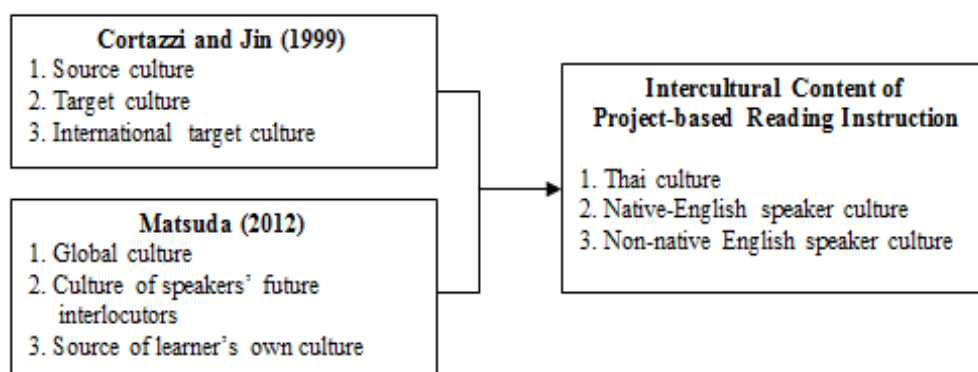 Cortazzi and Jin (1999)
1. Source culture
2. Target culture
3. International target culture
Matsuda (2012)
1. Global culture
2. Culture of speakers’ future
interlocutors
3. Source of learner’s own culture
Intercultural Content of
Project-based Reading Instruction
1. Thai culture
2. Native-English speaker culture
3. Non-native English speaker culture